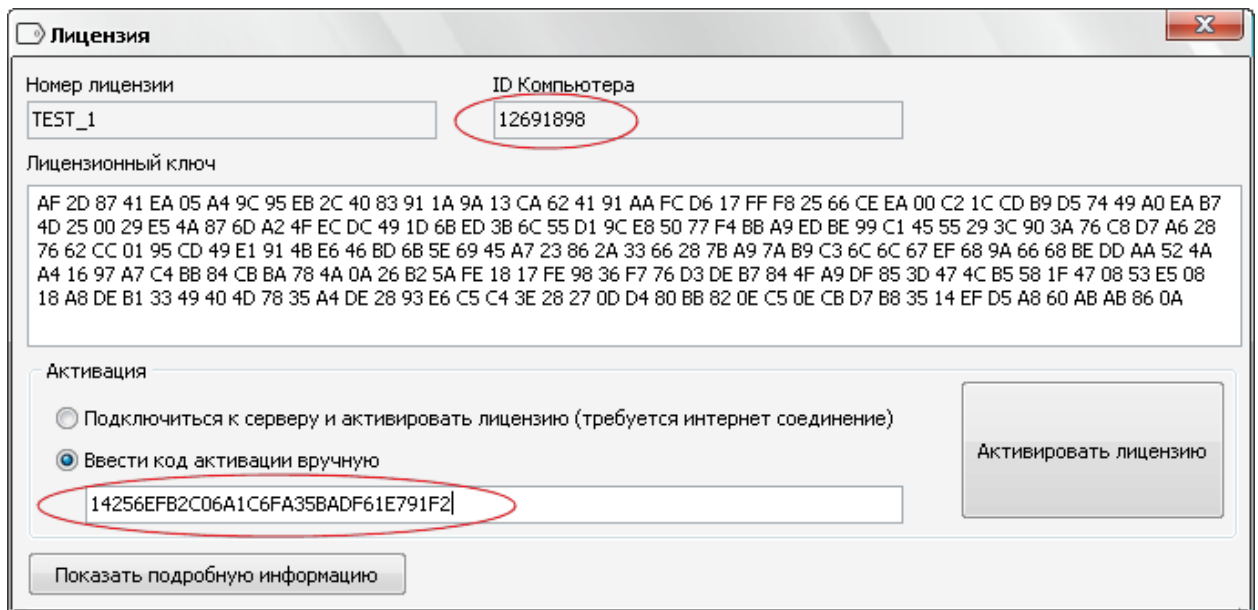 Лицензия
Номер лицензии
ID Компьютера
TEST_1
12691898
Лицензионный ключ
AF 2D 87 41 EA 05 A4 9C 95 EB 2C 40 83 91 1A 9A 13 CA 62 41 91 AA FC D6 17 FF F8 25 66 CE EA 00 C2 1C CD B9 D5 74 49 A0 EA B7
4D 25 00 29 E5 4A 87 6D A2 4F EC DC 49 1D 6B ED 3B 6C 55 D1 9C E8 50 77 F4 BB A9 ED BE 99 C1 45 55 29 3C 90 3A 76 C8 D7 A6 28
76 62 CC 01 95 CD 49 E1 91 4B E6 46 BD 6B 5E 69 45 A7 23 86 2A 33 66 28 7B A9 7A B9 C3 6C 6C 67 EF 68 9A 66 68 BE DD AA 52 4A
A4 16 97 A7 C4 BB 84 CB BA 78 4A 0A 26 B2 5A FE 18 17 FE 98 36 F7 76 D3 DE B7 84 4F A9 DF 85 3D 47 4C B5 58 1F 47 08 53 E5 08
18 A8 DE B1 33 49 40 4D 78 35 A4 DE 28 93 E6 C5 C4 3E 28 27 0D D4 80 BB 82 0E C5 0E CB D7 B8 35 14 EF D5 A8 60 AB AB 86 0A
Активация
Подключиться к серверу и активировать лицензию (требуется интернет соединение)
Ввести код активации вручную
Активировать лицензию
14256EFB2C06A1C6FA35BADF61E791F2
Показать подробную информацию